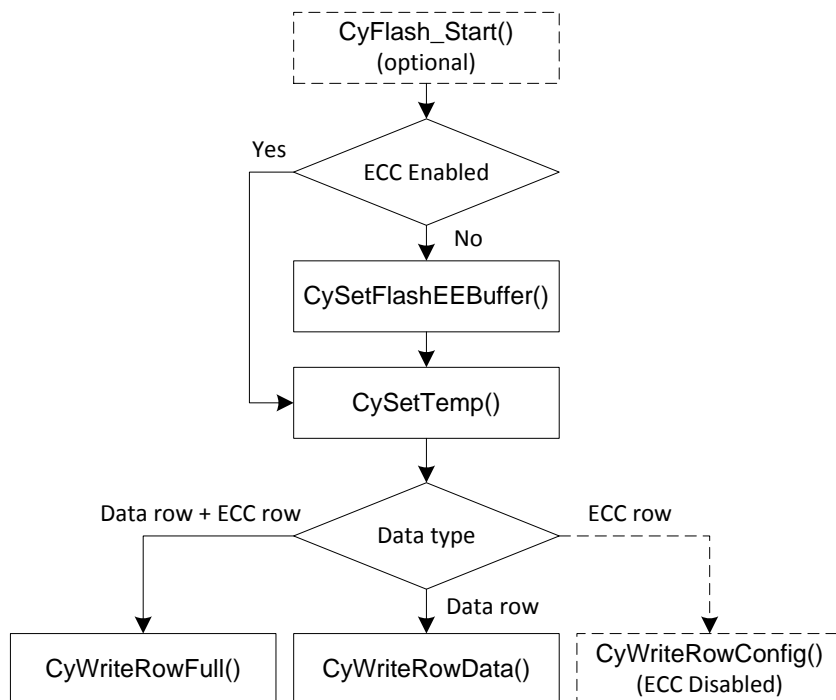 CyFlash_Start()
(optional)
Yes
ECC Enabled
No
CySetFlashEEBuffer()
CySetTemp()
Data row + ECC row
Data type
ECC row
Data row
CyWriteRowFull()
CyWriteRowData()
CyWriteRowConfig()
(ECC Disabled)